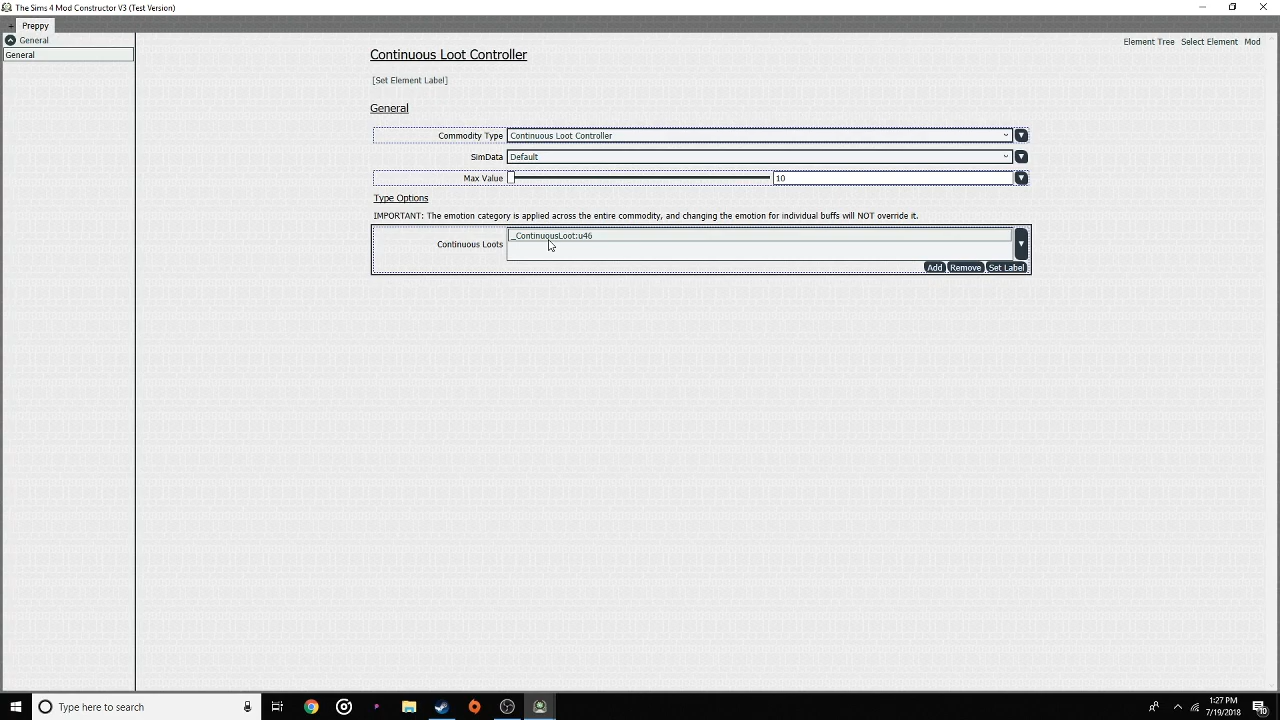 The Sims 4 Mod Constructor V3 (Test Version)
+ Preppy
General
General
Element Tree Select Element Mod
Continuous Loot Controller
[Set Element Label]
General
Commodity Type Continuous Loot Controller
SimData Default
Max Value 10
Type Options
IMPORTANT: The emotion category is applied across the entire commodity, and changing the emotion for individual buffs will NOT override it.
_ContinuousLoot:u46
Continuous Loots
Add Remove Set Label
Type here to search
1:27 PM
7/19/2018
10